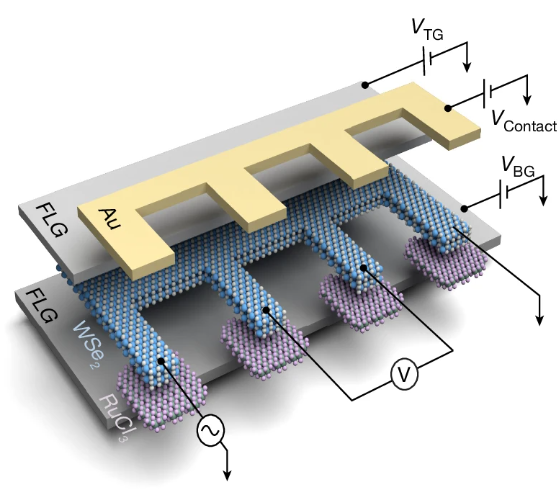 V_TG
V_Contact
V_BG
FLG
Au
FLG
WSe₂
RuCl₃
V
~